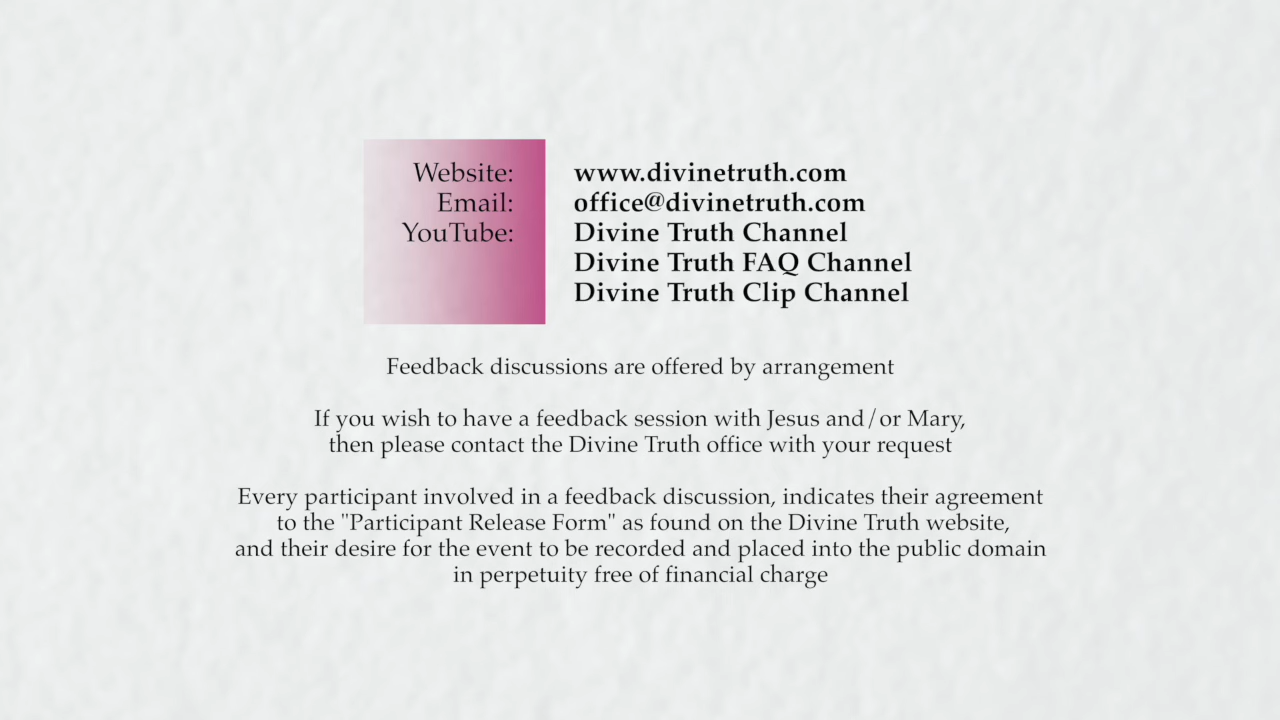 Website: www.divinetruth.com
Email: office@divinetruth.com
YouTube: Divine Truth Channel
Divine Truth FAQ Channel
Divine Truth Clip Channel
Feedback discussions are offered by arrangement
If you wish to have a feedback session with Jesus and/or Mary,
then please contact the Divine Truth office with your request
Every participant involved in a feedback discussion, indicates their agreement
to the "Participant Release Form" as found on the Divine Truth website,
and their desire for the event to be recorded and placed into the public domain
in perpetuity free of financial charge